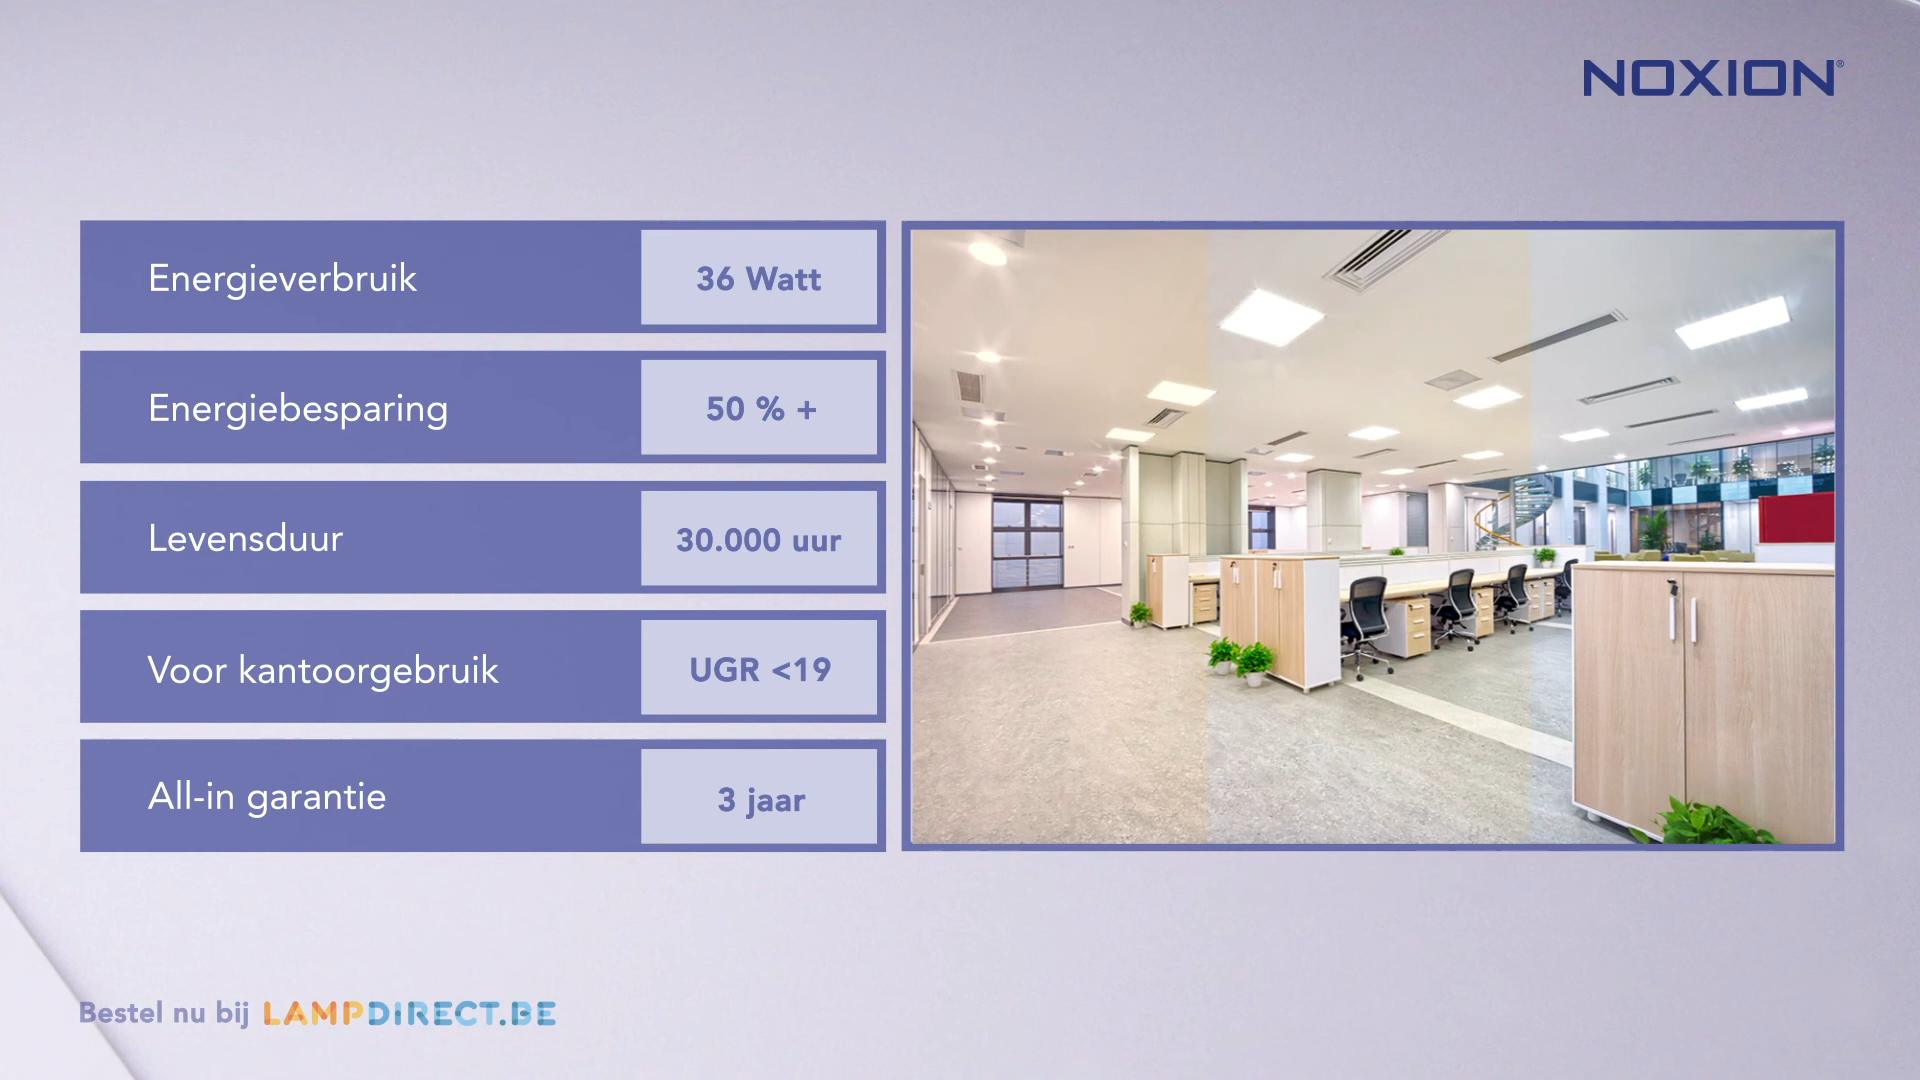 NOXION®
Energieverbruik
36 Watt
Energiebesparing
50 % +
Levensduur
30.000 uur
Voor kantoorgebruik
UGR <19
All-in garantie
3 jaar
Bestel nu bij LAMPDIRECT.BE